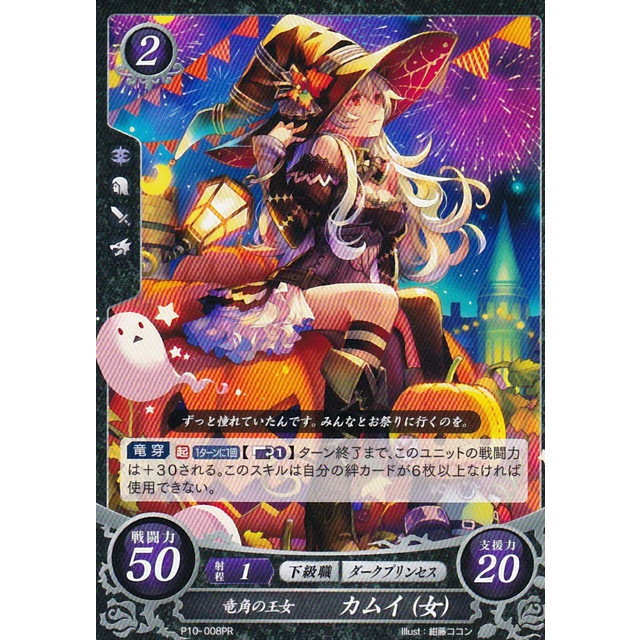 2
ずっと憧れていたんです。みんなとお祭りに行くのを。
竜穿 起 1ターンに1回 【 1】ターン終了まで、このユニットの戦闘力
は+30される。このスキルは自分の絆カードが6枚以上なければ
使用できない。
戦闘力
50
射程 1
下級職 ダークプリンセス
支援力
20
竜角の王女 カムイ(女)
P10-008PR
Illust:紺藤ココン